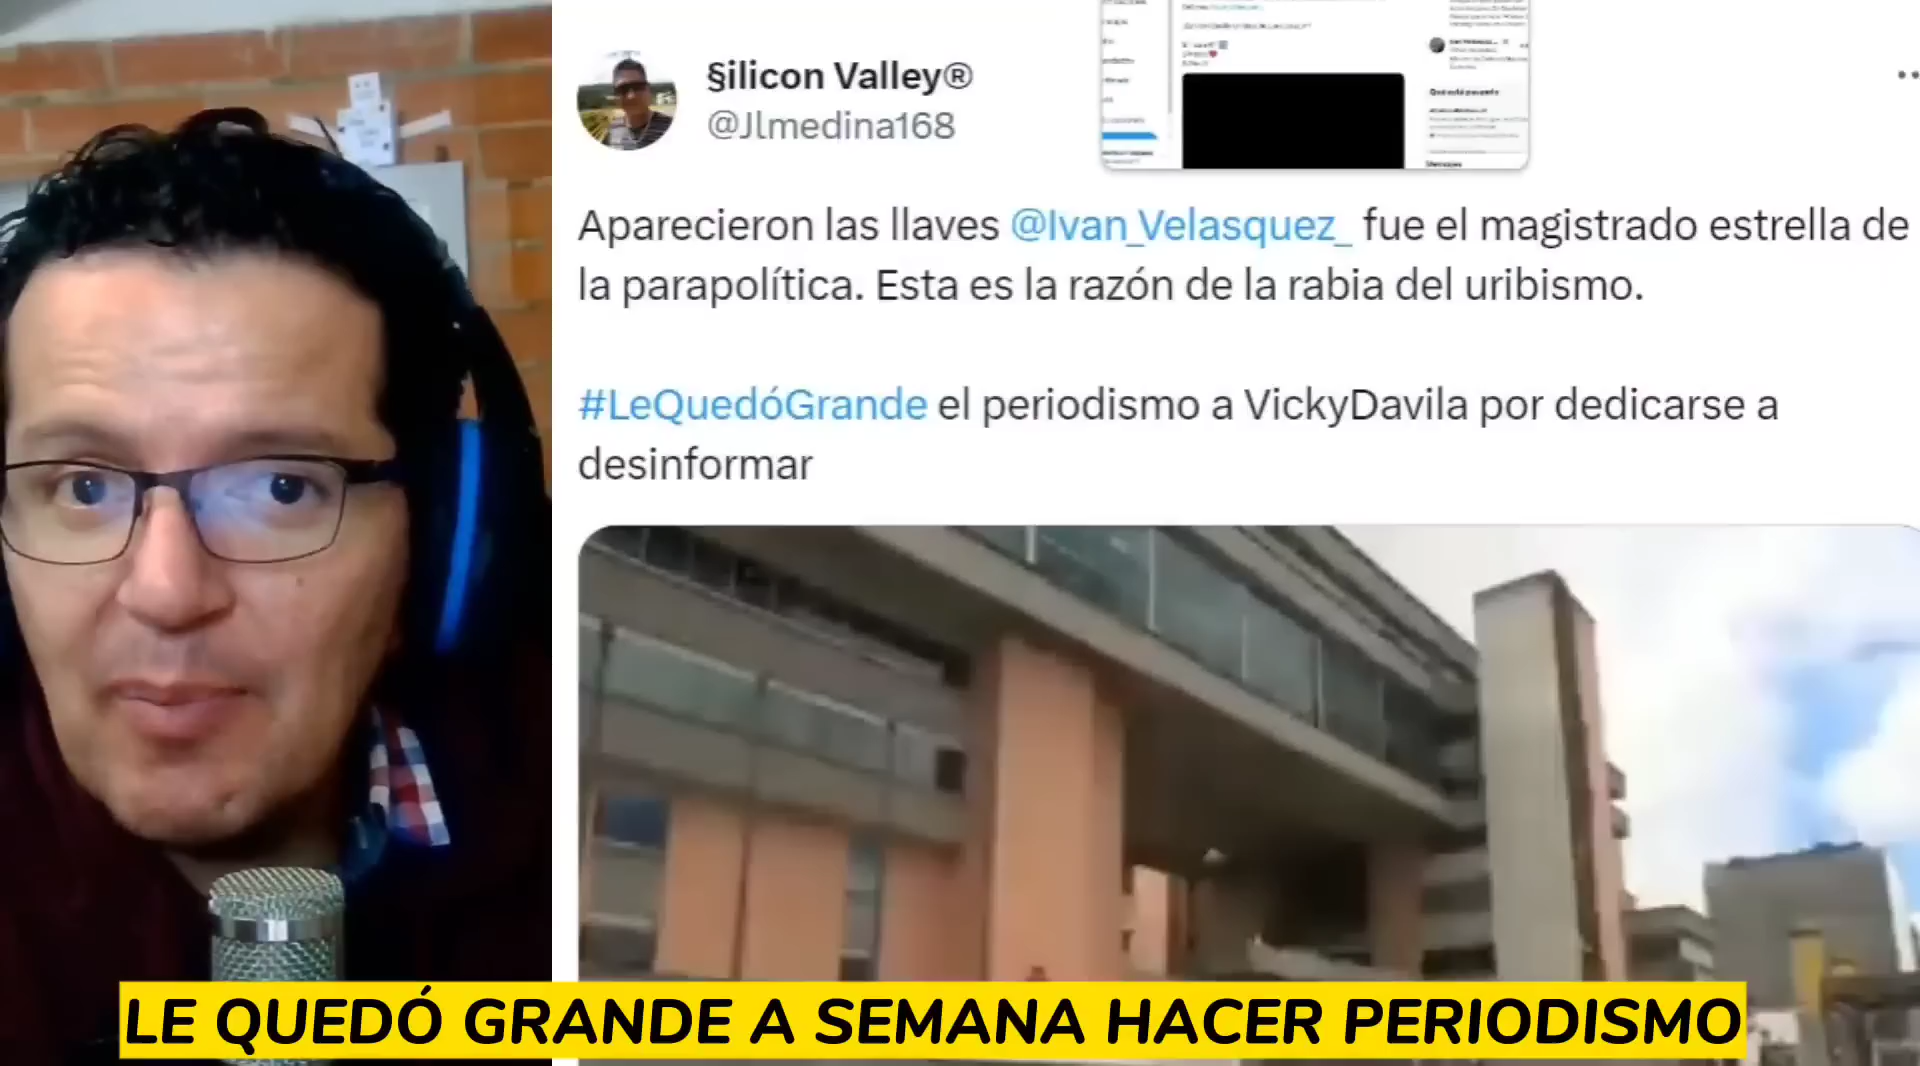 §ilicon Valley®
@Jlmedina168
Aparecieron las llaves @Ivan_Velasquez_ fue el magistrado estrella de
la parapolítica. Esta es la razón de la rabia del uribismo.
#LeQuedóGrande el periodismo a VickyDavila por dedicarse a
desinformar
LE QUEDÓ GRANDE A SEMANA HACER PERIODISMO